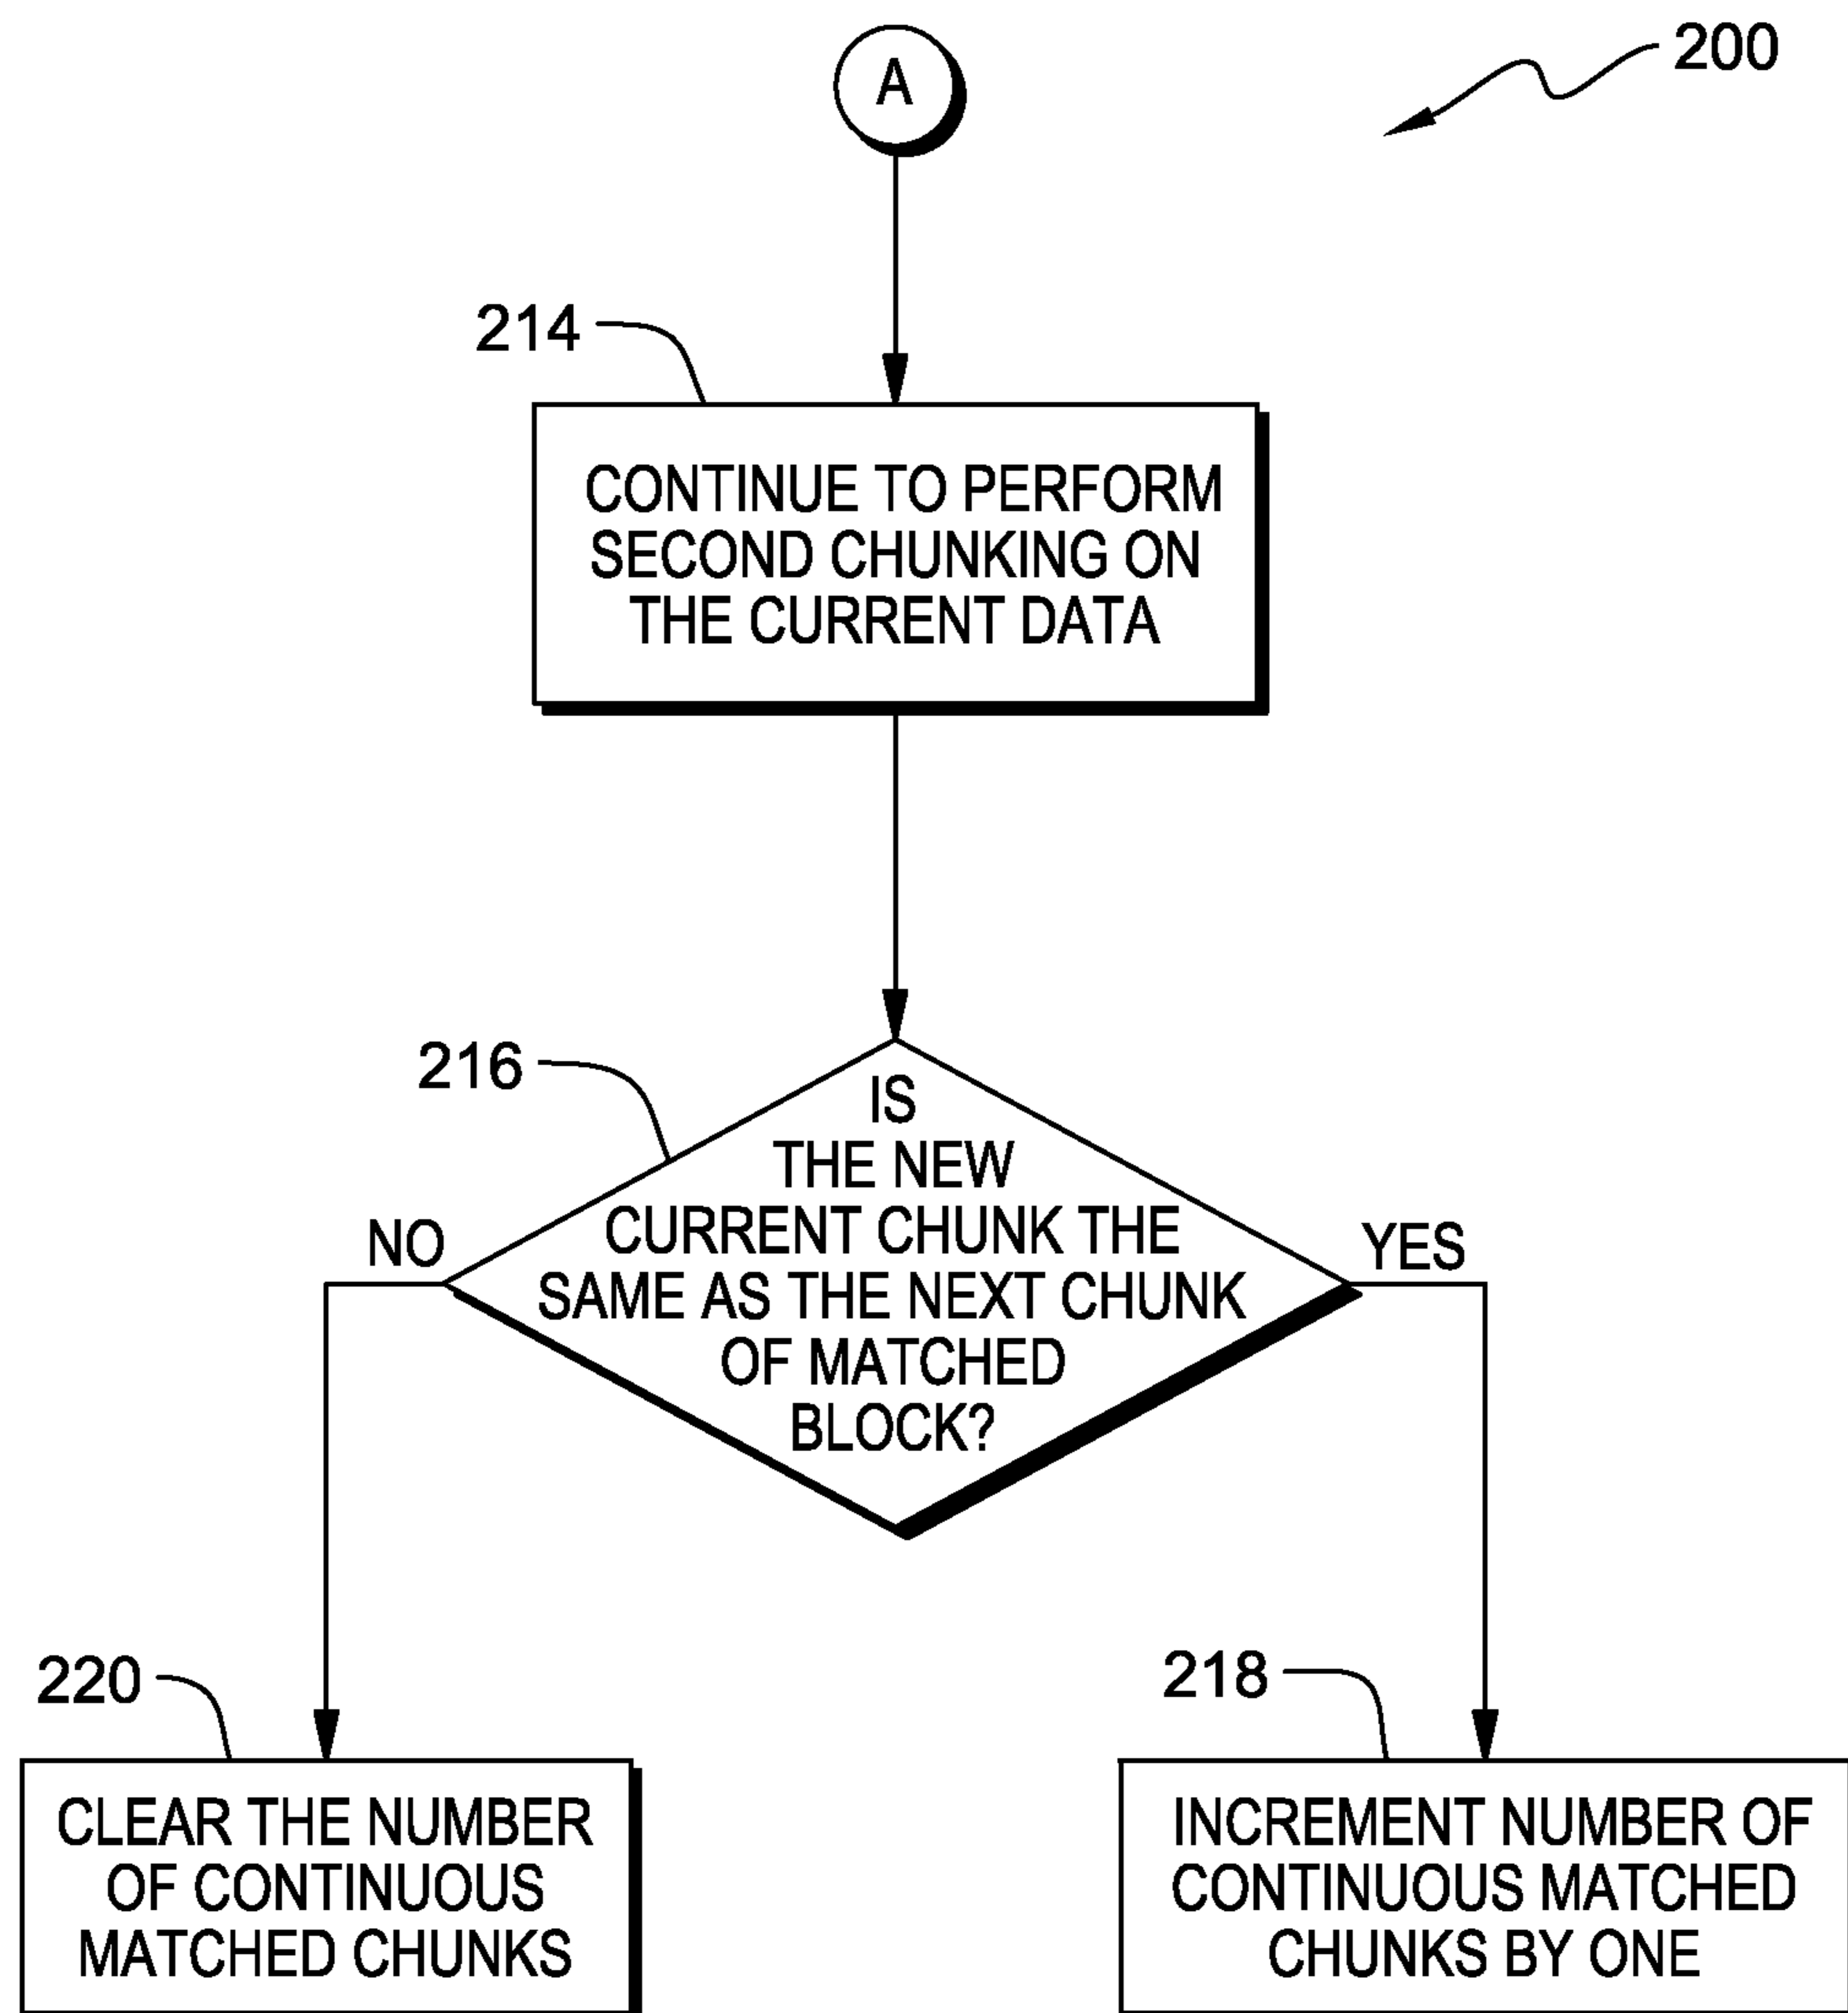 A
200
214
CONTINUE TO PERFORM
SECOND CHUNKING ON
THE CURRENT DATA
216
IS
THE NEW
CURRENT CHUNK THE
SAME AS THE NEXT CHUNK
OF MATCHED
BLOCK?
NO
YES
220
CLEAR THE NUMBER
OF CONTINUOUS
MATCHED CHUNKS
218
INCREMENT NUMBER OF
CONTINUOUS MATCHED
CHUNKS BY ONE